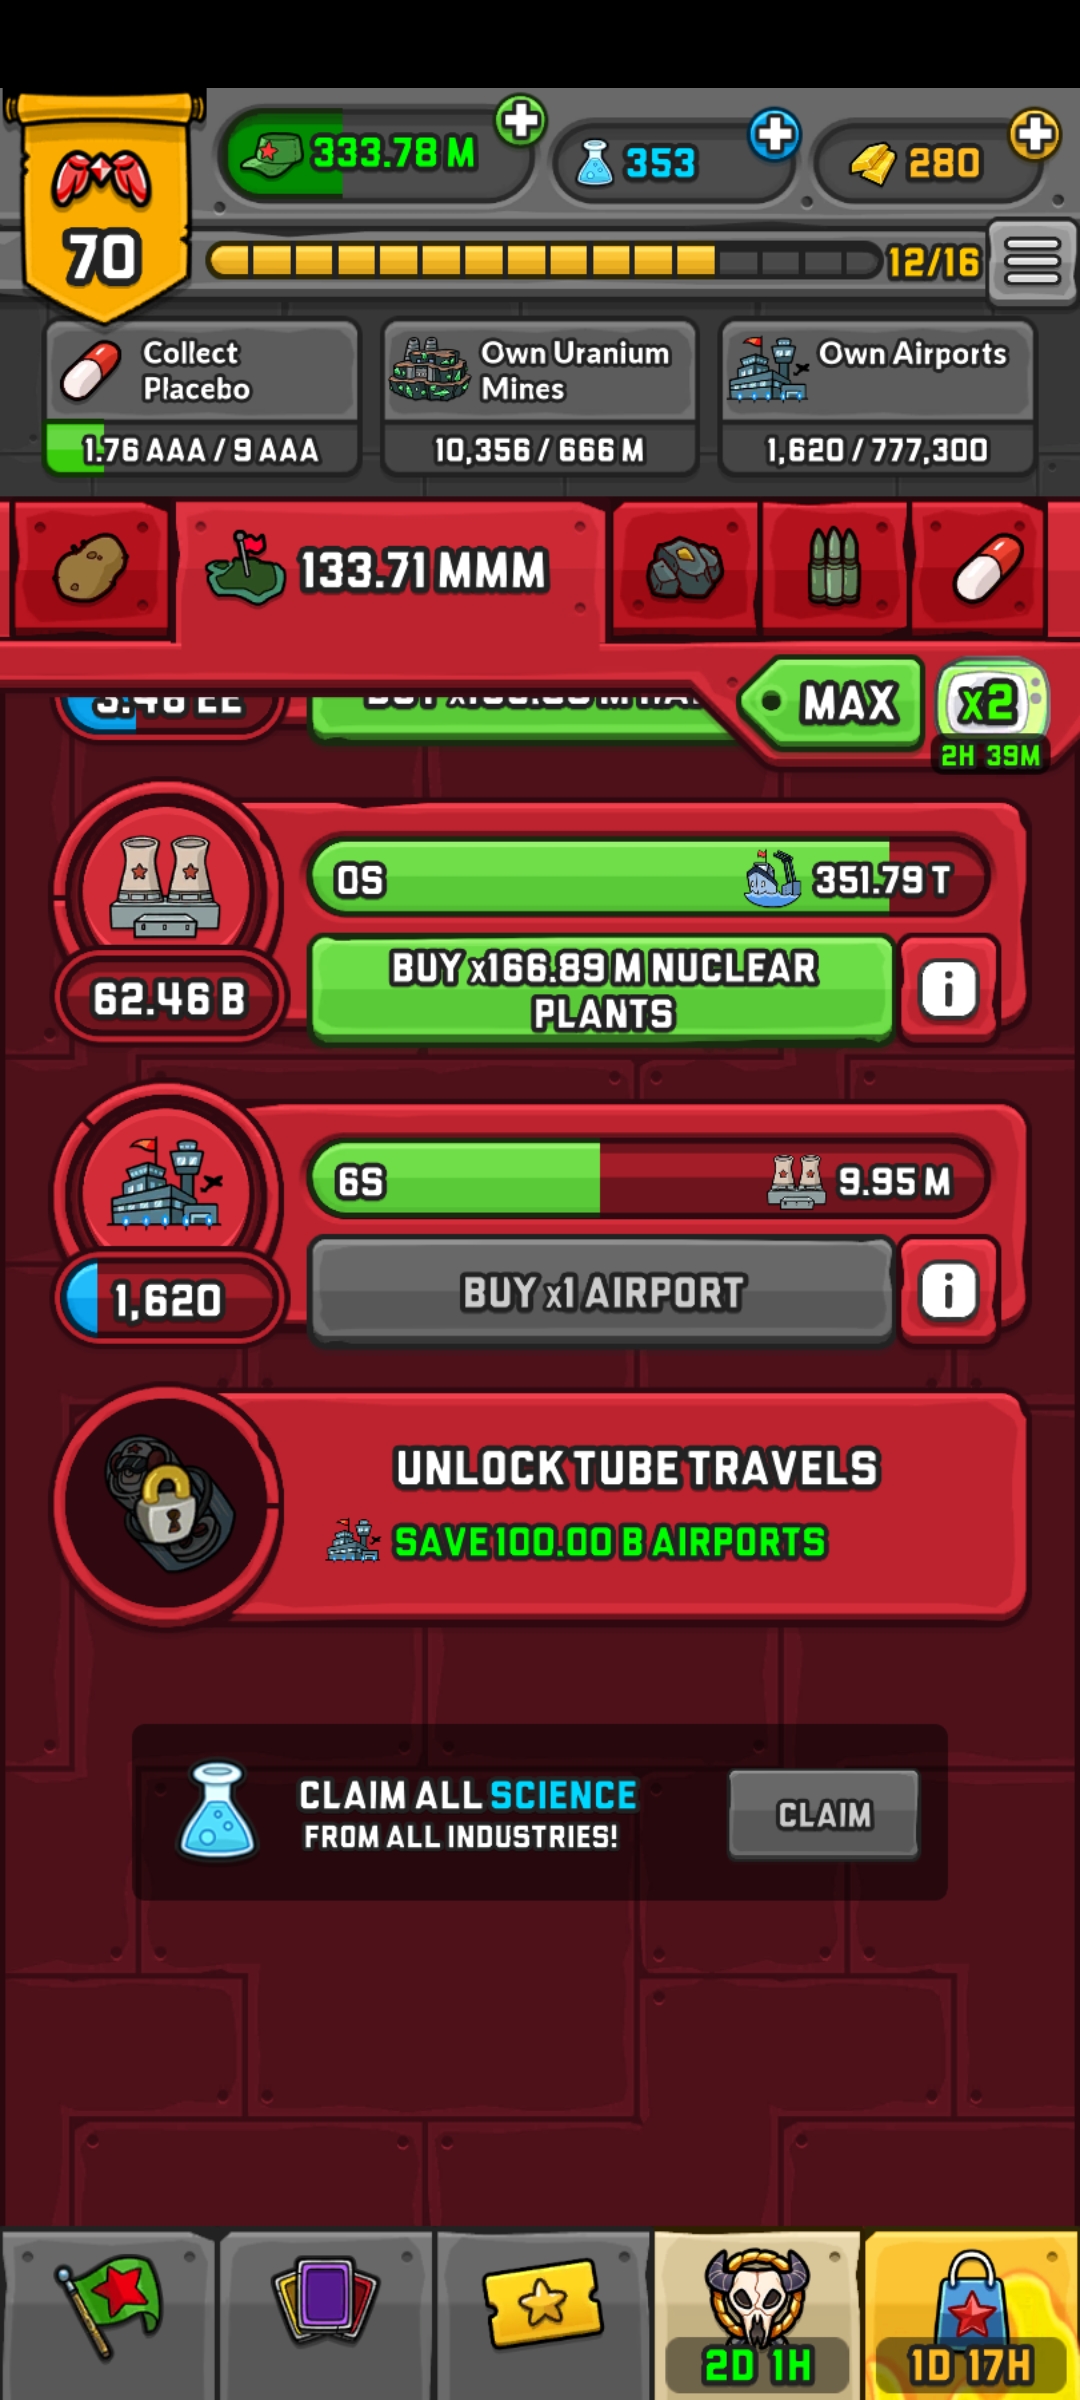 333.78 M
353
280
70
12/16
Collect Placebo
Own Uranium Mines
Own Airports
1.76 AAA / 9 AAA
10,356 / 666 M
1,620 / 777,300
133.71 MMM
MAX
x2
2H 39M
0S
351.79 T
BUY x166.89 M NUCLEAR
PLANTS
62.46 B
6S
9.95 M
BUY x1 AIRPORT
1,620
UNLOCK TUBE TRAVELS
SAVE 100.00 B AIRPORTS
CLAIM ALL SCIENCE
FROM ALL INDUSTRIES!
CLAIM
2D 1H
1D 17H